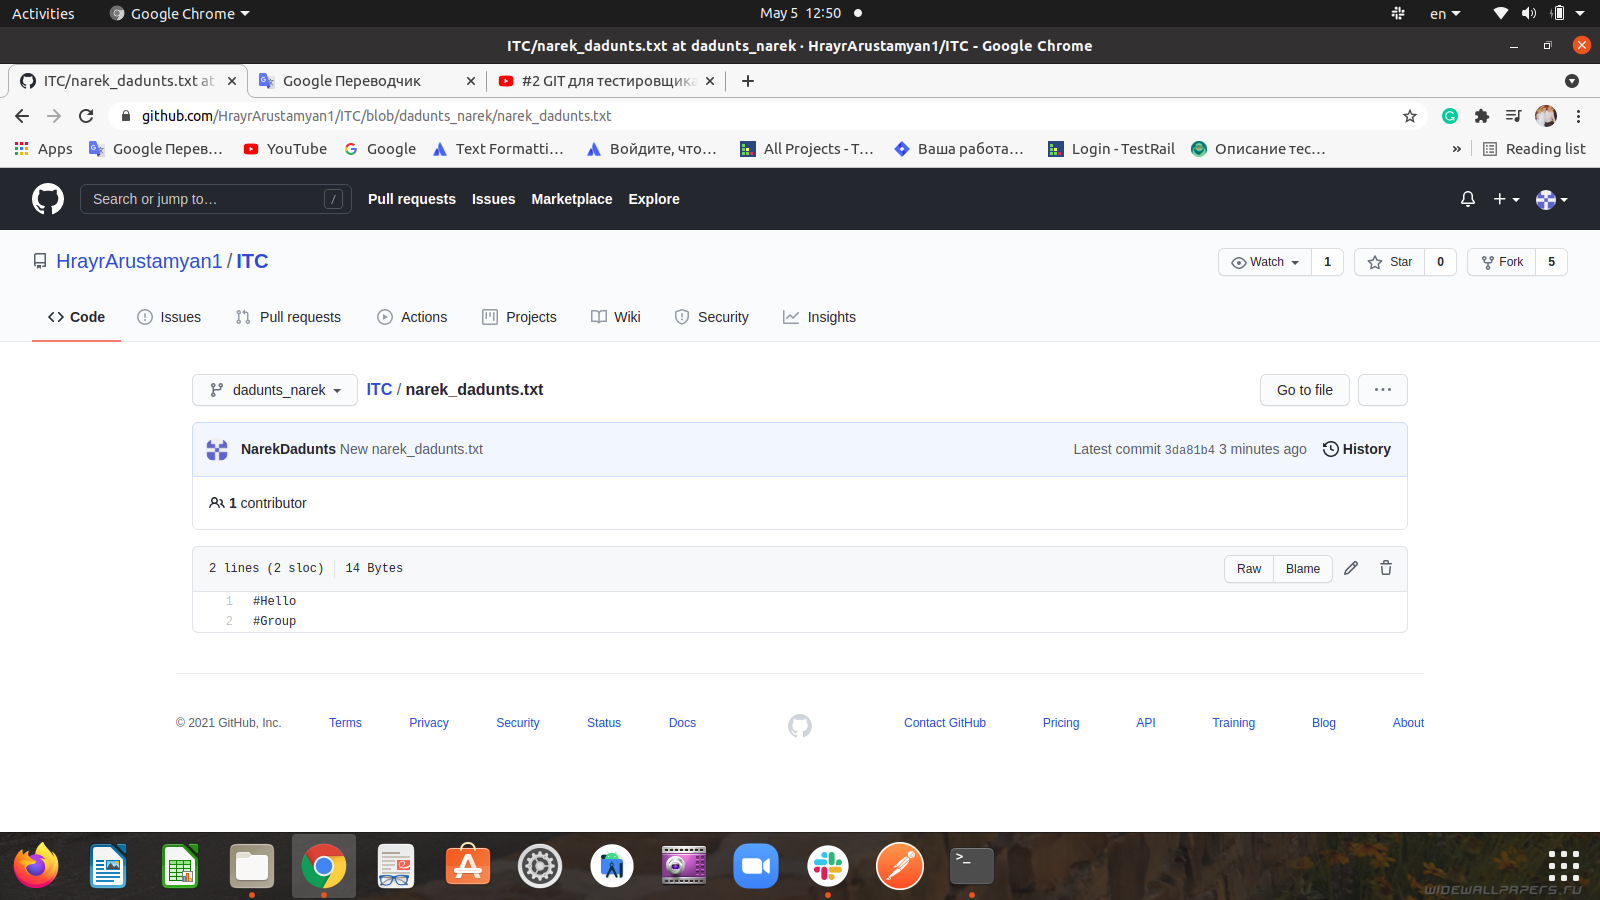 Activities
Google Chrome
May 5 12:50
en
ITC/narek_dadunts.txt at dadunts_narek · HrayrArustamyan1/ITC - Google Chrome
ITC/narek_dadunts.txt at
Google Переводчик
#2 GIT для тестировщика
github.com/HrayrArustamyan1/ITC/blob/dadunts_narek/narek_dadunts.txt
Apps
Google Перев…
YouTube
Google
Text Formatti…
Войдите, что…
All Projects - T…
Ваша работа…
Login - TestRail
Описание тес…
»
Reading list
Search or jump to…
/
Pull requests
Issues
Marketplace
Explore
HrayrArustamyan1 / ITC
Watch 1
Star 0
Fork 5
Code
Issues
Pull requests
Actions
Projects
Wiki
Security
Insights
dadunts_narek
ITC / narek_dadunts.txt
Go to file
NarekDadunts New narek_dadunts.txt
Latest commit 3da81b4 3 minutes ago
History
1 contributor
2 lines (2 sloc) 14 Bytes
Raw
Blame
1 #Hello
2 #Group
© 2021 GitHub, Inc.
Terms
Privacy
Security
Status
Docs
Contact GitHub
Pricing
API
Training
Blog
About
>_
WIDEWALLPAPERS.RU